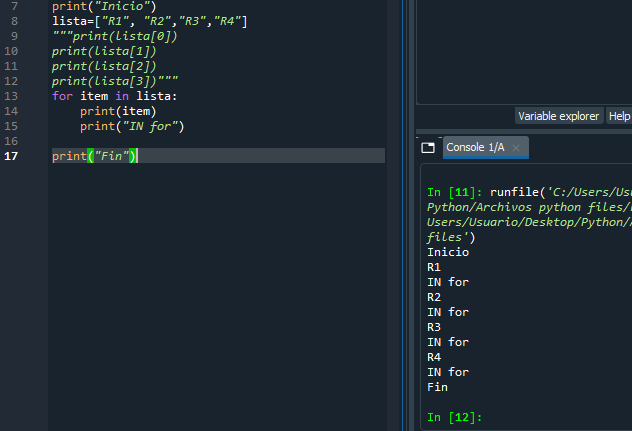 7 print("Inicio")
8 lista=["R1", "R2","R3","R4"]
9 """print(lista[0])
10 print(lista[1])
11 print(lista[2])
12 print(lista[3])"""
13 for item in lista:
14 print(item)
15 print("IN for")
16
17 print("Fin")
Variable explorer Help
Console 1/A
In [11]: runfile('C:/Users/Usu
Python/Archivos python files/
Users/Usuario/Desktop/Python/
files')
Inicio
R1
IN for
R2
IN for
R3
IN for
R4
IN for
Fin
In [12]: